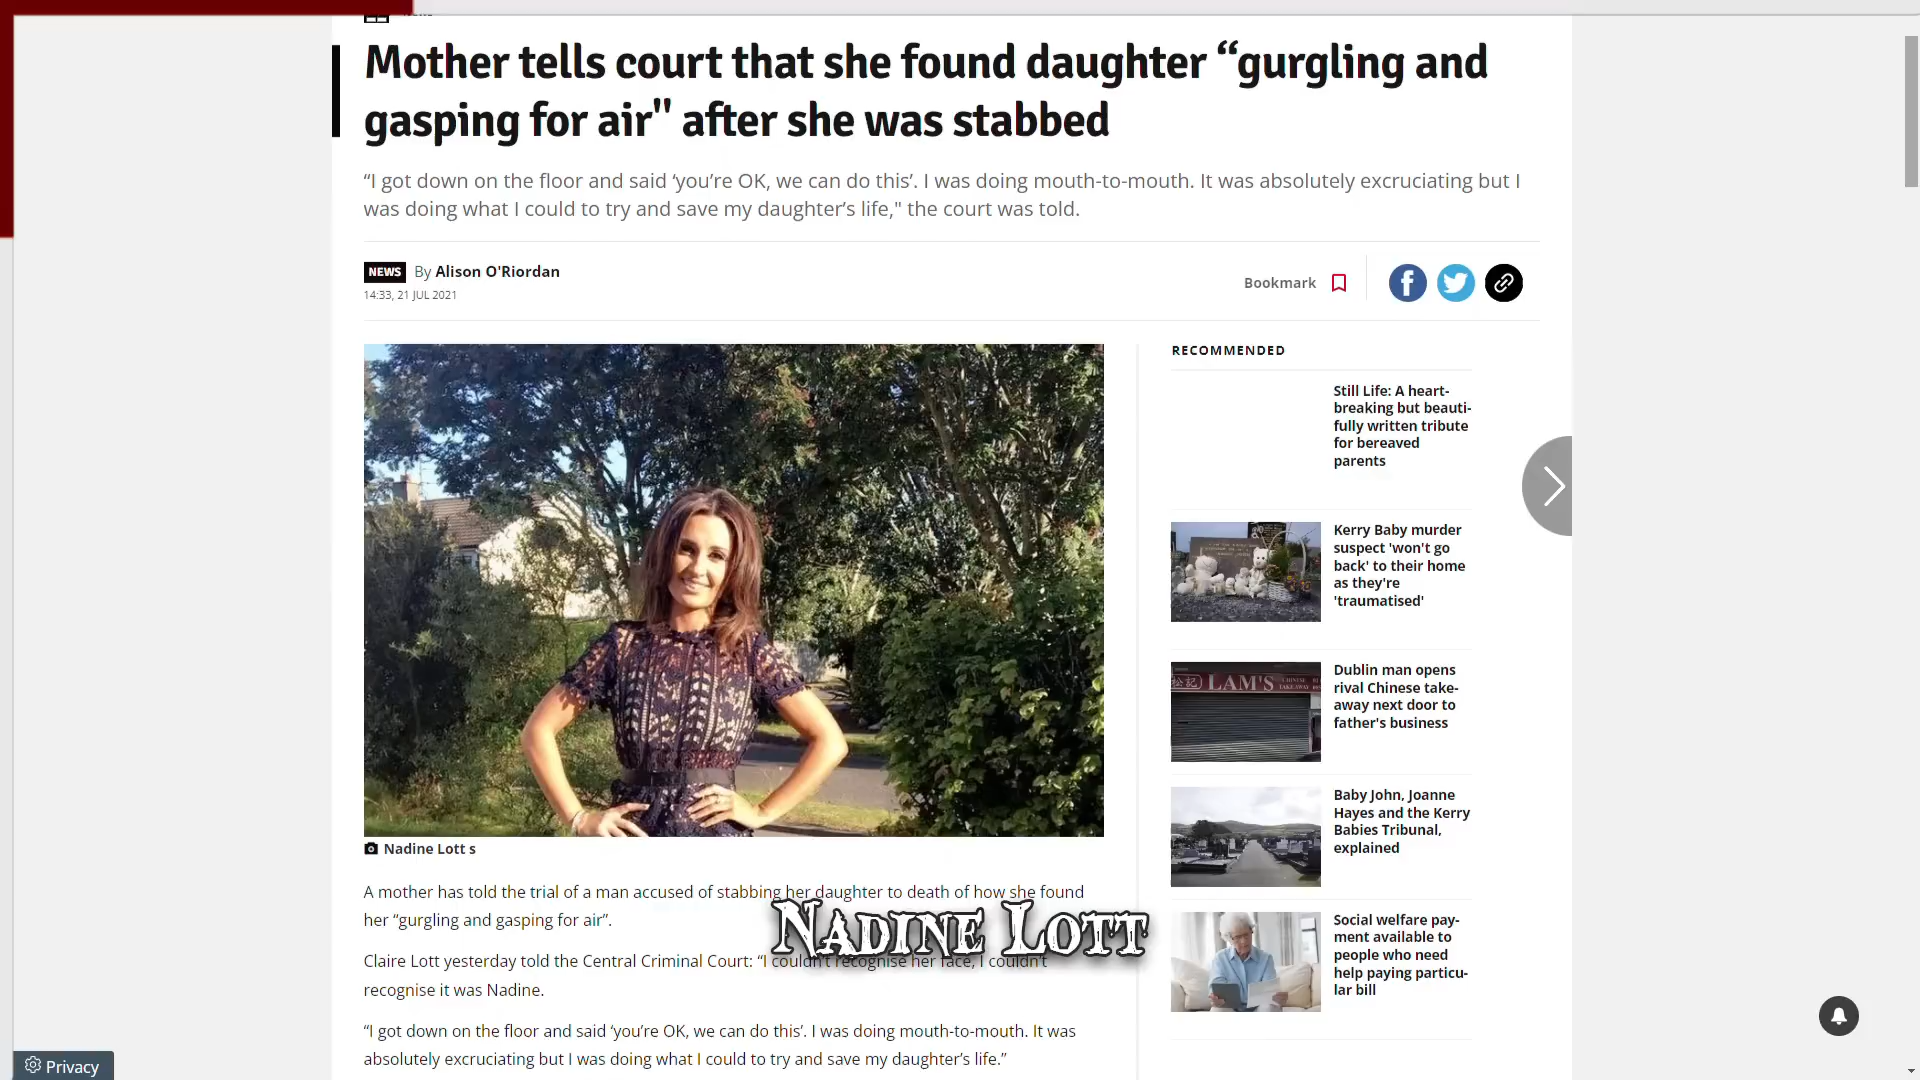 Mother tells court that she found daughter “gurgling and
gasping for air" after she was stabbed
“I got down on the floor and said ‘you’re OK, we can do this’. I was doing mouth-to-mouth. It was absolutely excruciating but I
was doing what I could to try and save my daughter’s life," the court was told.
NEWS By Alison O'Riordan
14:33, 21 JUL 2021
Bookmark
Nadine Lott s
A mother has told the trial of a man accused of stabbing her daughter to death of how she found
her “gurgling and gasping for air”.
Claire Lott yesterday told the Central Criminal Court: “I couldn’t recognise her face, I couldn’t
recognise it was Nadine.
“I got down on the floor and said ‘you’re OK, we can do this’. I was doing mouth-to-mouth. It was
absolutely excruciating but I was doing what I could to try and save my daughter’s life.”
NADINE LOTT
RECOMMENDED
Still Life: A heart-
breaking but beauti-
fully written tribute
for bereaved
parents
Kerry Baby murder
suspect 'won't go
back' to their home
as they're
'traumatised'
LAM'S
Dublin man opens
rival Chinese take-
away next door to
father's business
Baby John, Joanne
Hayes and the Kerry
Babies Tribunal,
explained
Social welfare pay-
ment available to
people who need
help paying particu-
lar bill
Privacy